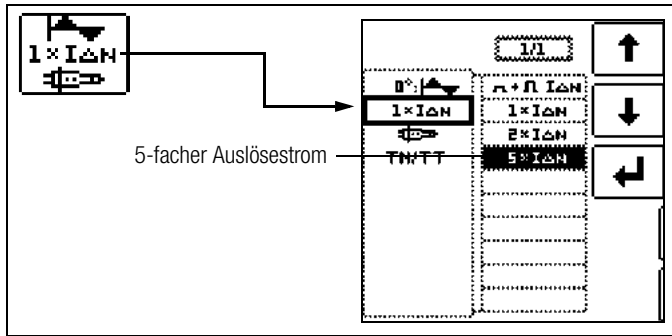 1×IΔN
1/1
0°:
⊓+⊓ IΔN
1×IΔN
1×IΔN
2×IΔN
5-facher Auslösestrom
TN/TT
5×IΔN